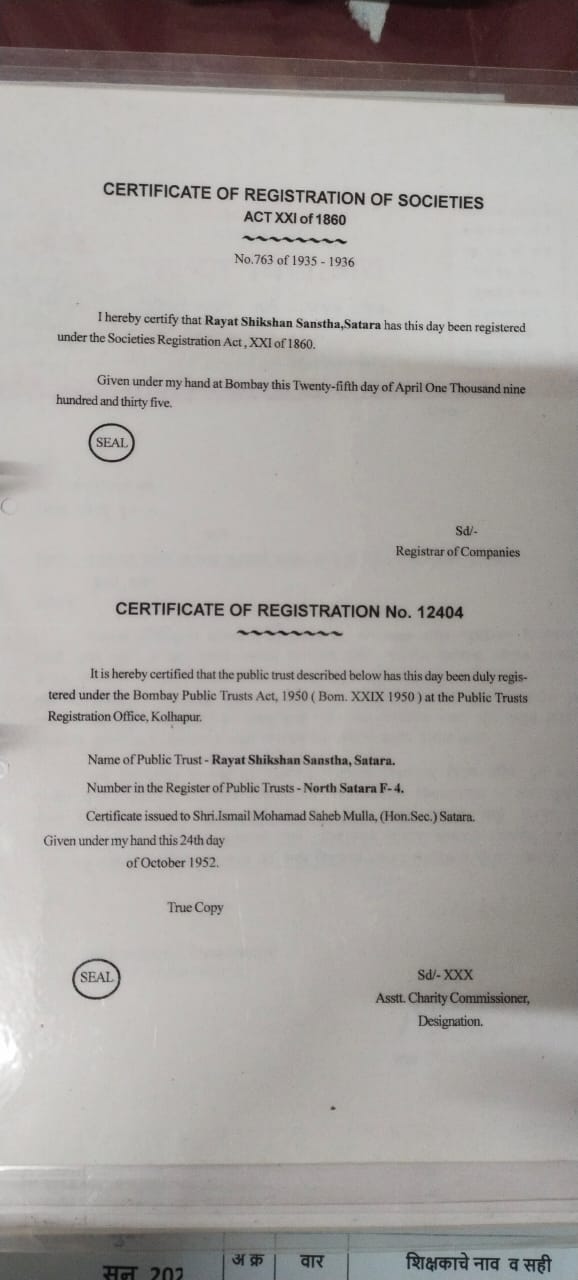 CERTIFICATE OF REGISTRATION OF SOCIETIES
ACT XXI of 1860
No.763 of 1935 - 1936
I hereby certify that Rayat Shikshan Sanstha,Satara has this day been registered
under the Societies Registration Act , XXI of 1860.
Given under my hand at Bombay this Twenty-fifth day of April One Thousand nine
hundred and thirty five.
SEAL
Sd/-
Registrar of Companies
CERTIFICATE OF REGISTRATION No. 12404
It is hereby certified that the public trust described below has this day been duly regis-
tered under the Bombay Public Trusts Act, 1950 ( Bom. XXIX 1950 ) at the Public Trusts
Registration Office, Kolhapur.
Name of Public Trust - Rayat Shikshan Sanstha, Satara.
Number in the Register of Public Trusts - North Satara F- 4.
Certificate issued to Shri.Ismail Mohamad Saheb Mulla, (Hon.Sec.) Satara.
Given under my hand this 24th day
of October 1952.
True Copy
SEAL
Sd/- XXX
Asstt. Charity Commissioner,
Designation.
सन 202 अ क्र वार शिक्षकाचे नाव व सही